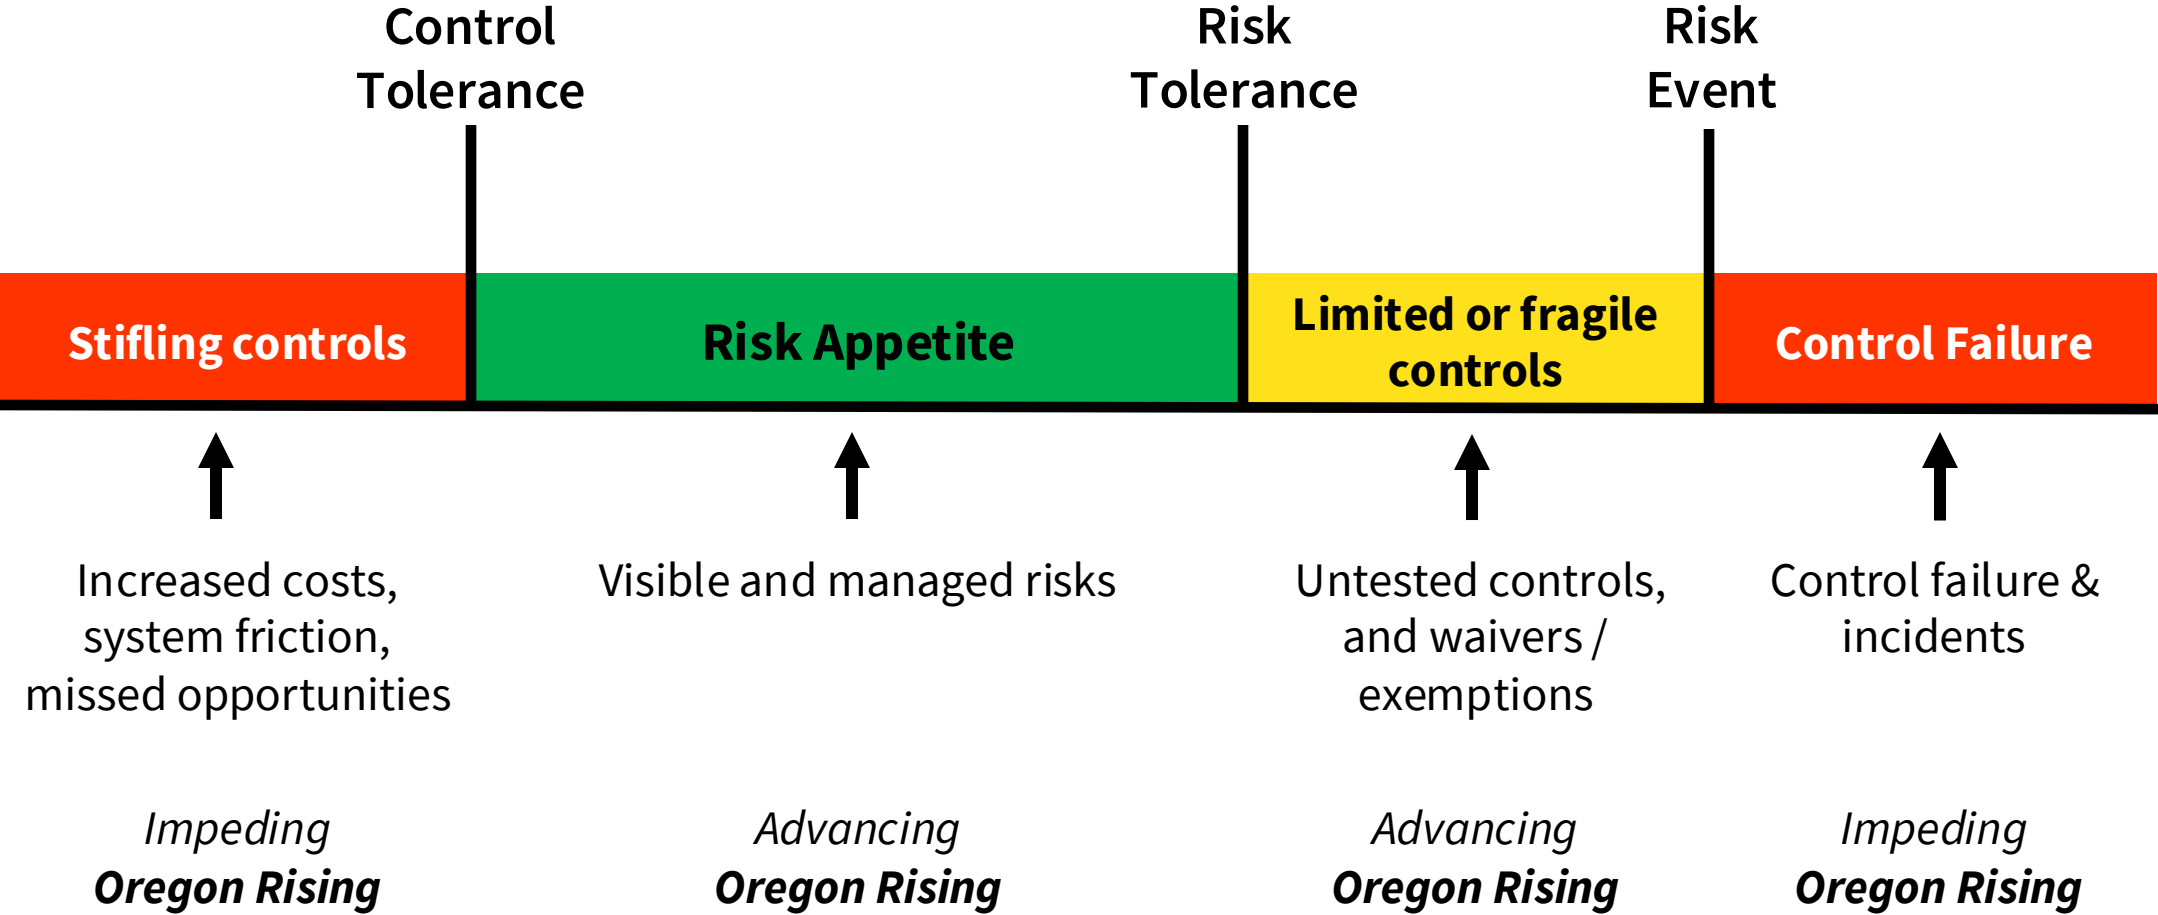 Control
Tolerance
Risk
Tolerance
Risk
Event
Stifling controls
Risk Appetite
Limited or fragile
controls
Control Failure
Increased costs,
system friction,
missed opportunities
Visible and managed risks
Untested controls,
and waivers /
exemptions
Control failure &
incidents
Impeding
Oregon Rising
Advancing
Oregon Rising
Advancing
Oregon Rising
Impeding
Oregon Rising